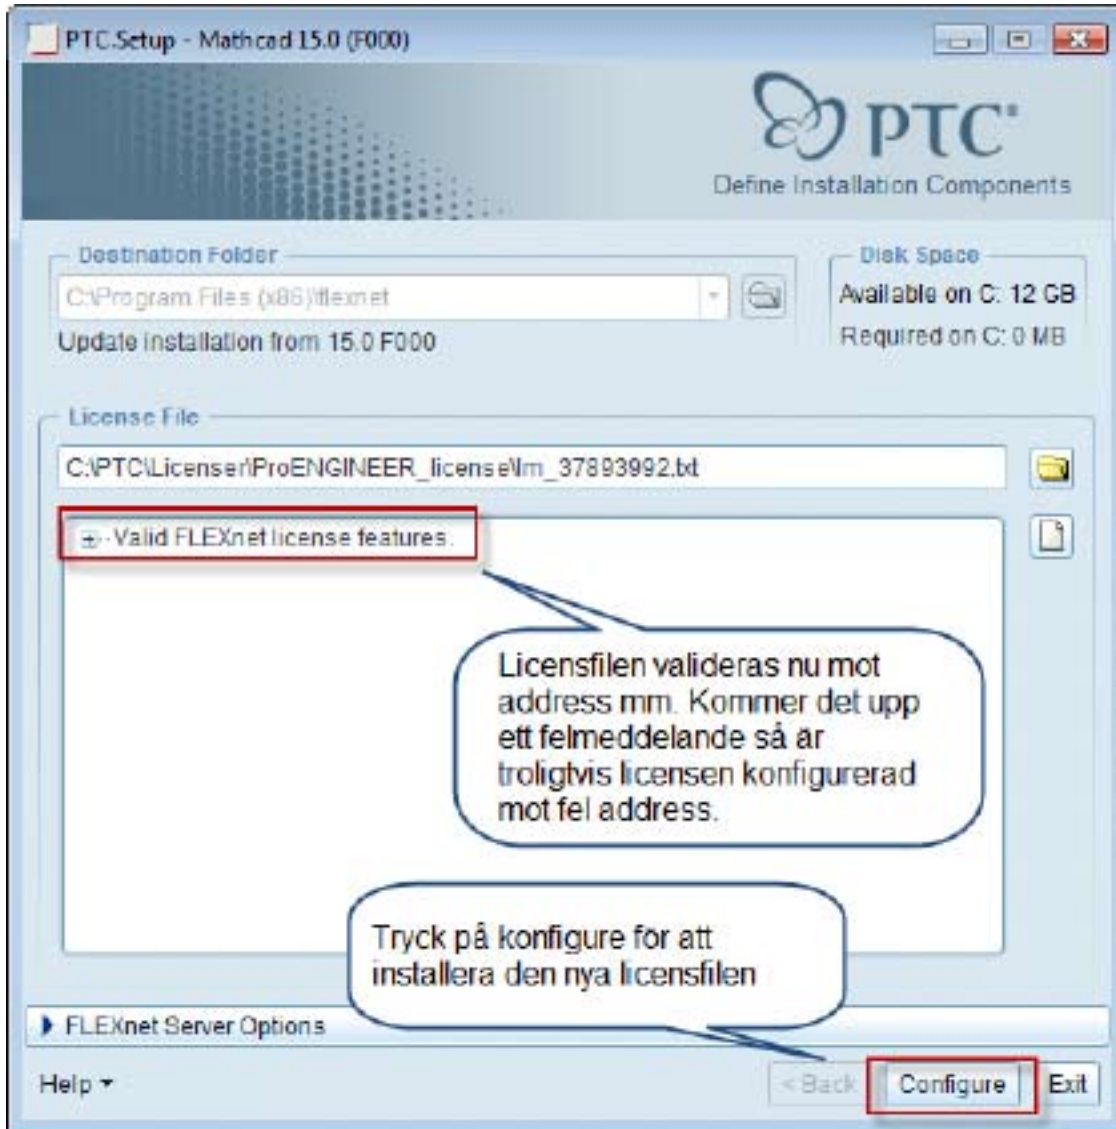 PTC.Setup - Mathcad 15.0 (F000)
PTC®
Define Installation Components
Destination Folder
C:\Program Files (x86)\flexnet
Update installation from 15.0 F000
Disk Space
Available on C: 12 GB
Required on C: 0 MB
License File
C:\PTC\Licenser\ProENGINEER_license\lm_37893992.txt
Valid FLEXnet license features.
Licensfilen valideras nu mot
address mm. Kommer det upp
ett felmeddelande så är
troligtvis licensen konfigurerad
mot fel address.
Tryck på konfigure för att
installera den nya licensfilen
FLEXnet Server Options
Help
< Back
Configure
Exit